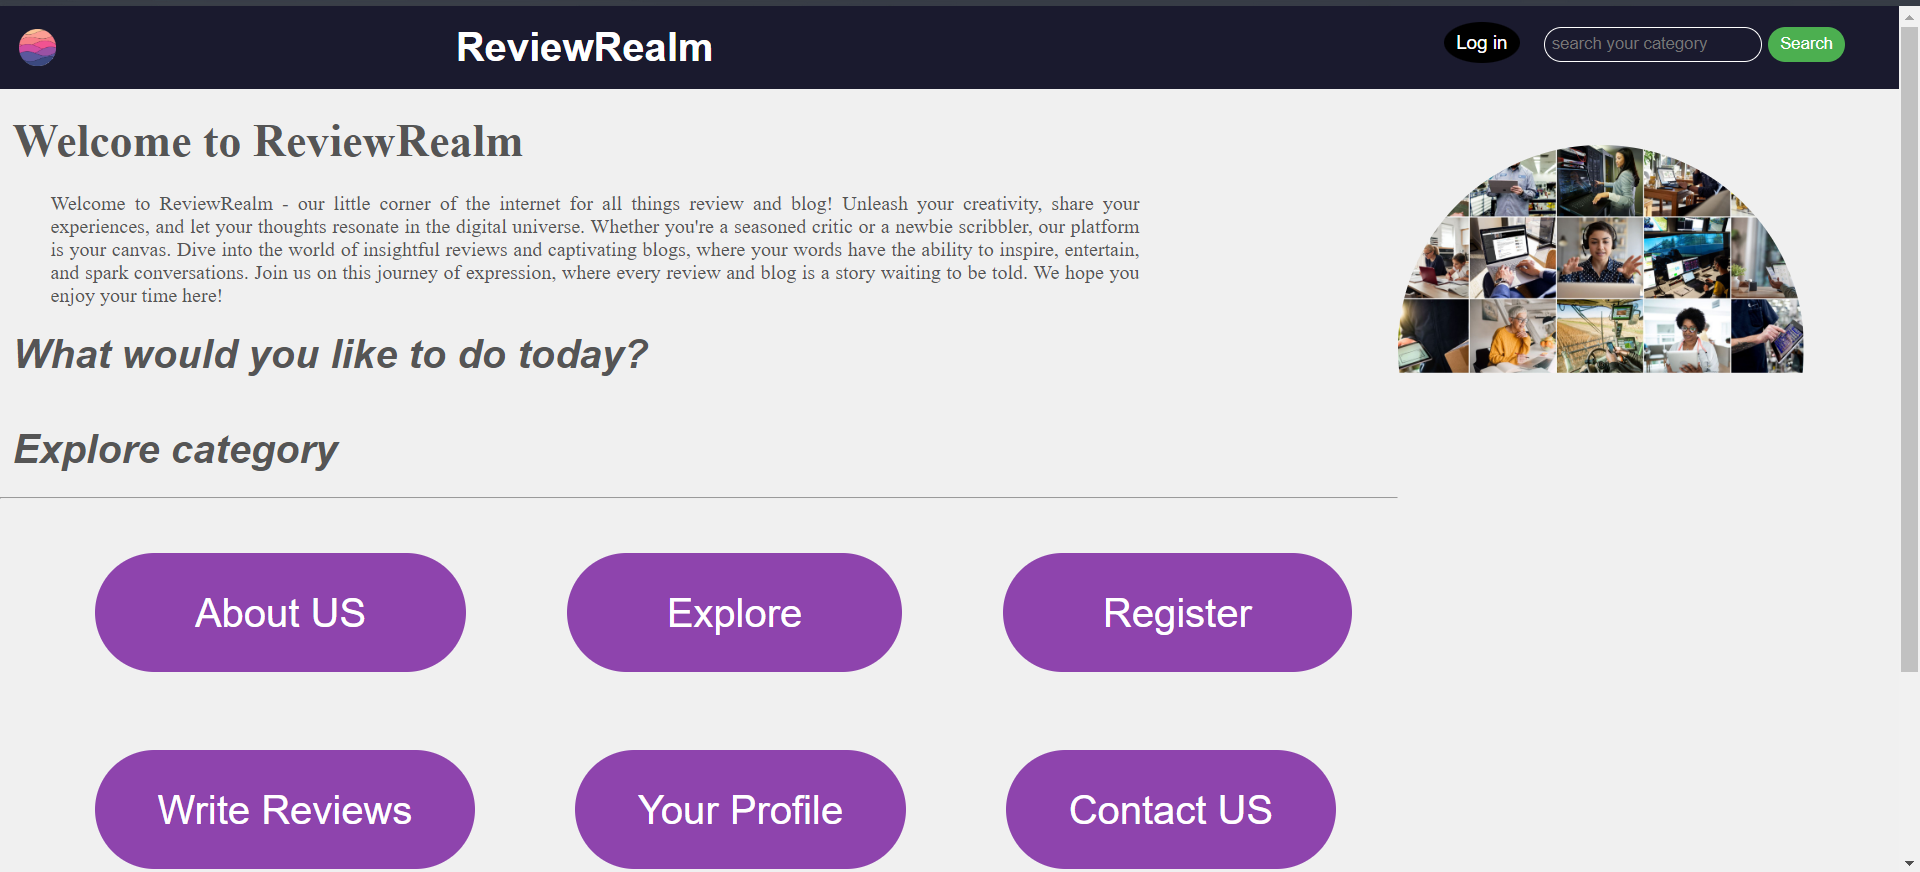 ReviewRealm
Log in
search your category
Search
Welcome to ReviewRealm
Welcome to ReviewRealm - our little corner of the internet for all things review and blog! Unleash your creativity, share your
experiences, and let your thoughts resonate in the digital universe. Whether you're a seasoned critic or a newbie scribbler, our platform
is your canvas. Dive into the world of insightful reviews and captivating blogs, where your words have the ability to inspire, entertain,
and spark conversations. Join us on this journey of expression, where every review and blog is a story waiting to be told. We hope you
enjoy your time here!
What would you like to do today?
Explore category
About US
Explore
Register
Write Reviews
Your Profile
Contact US